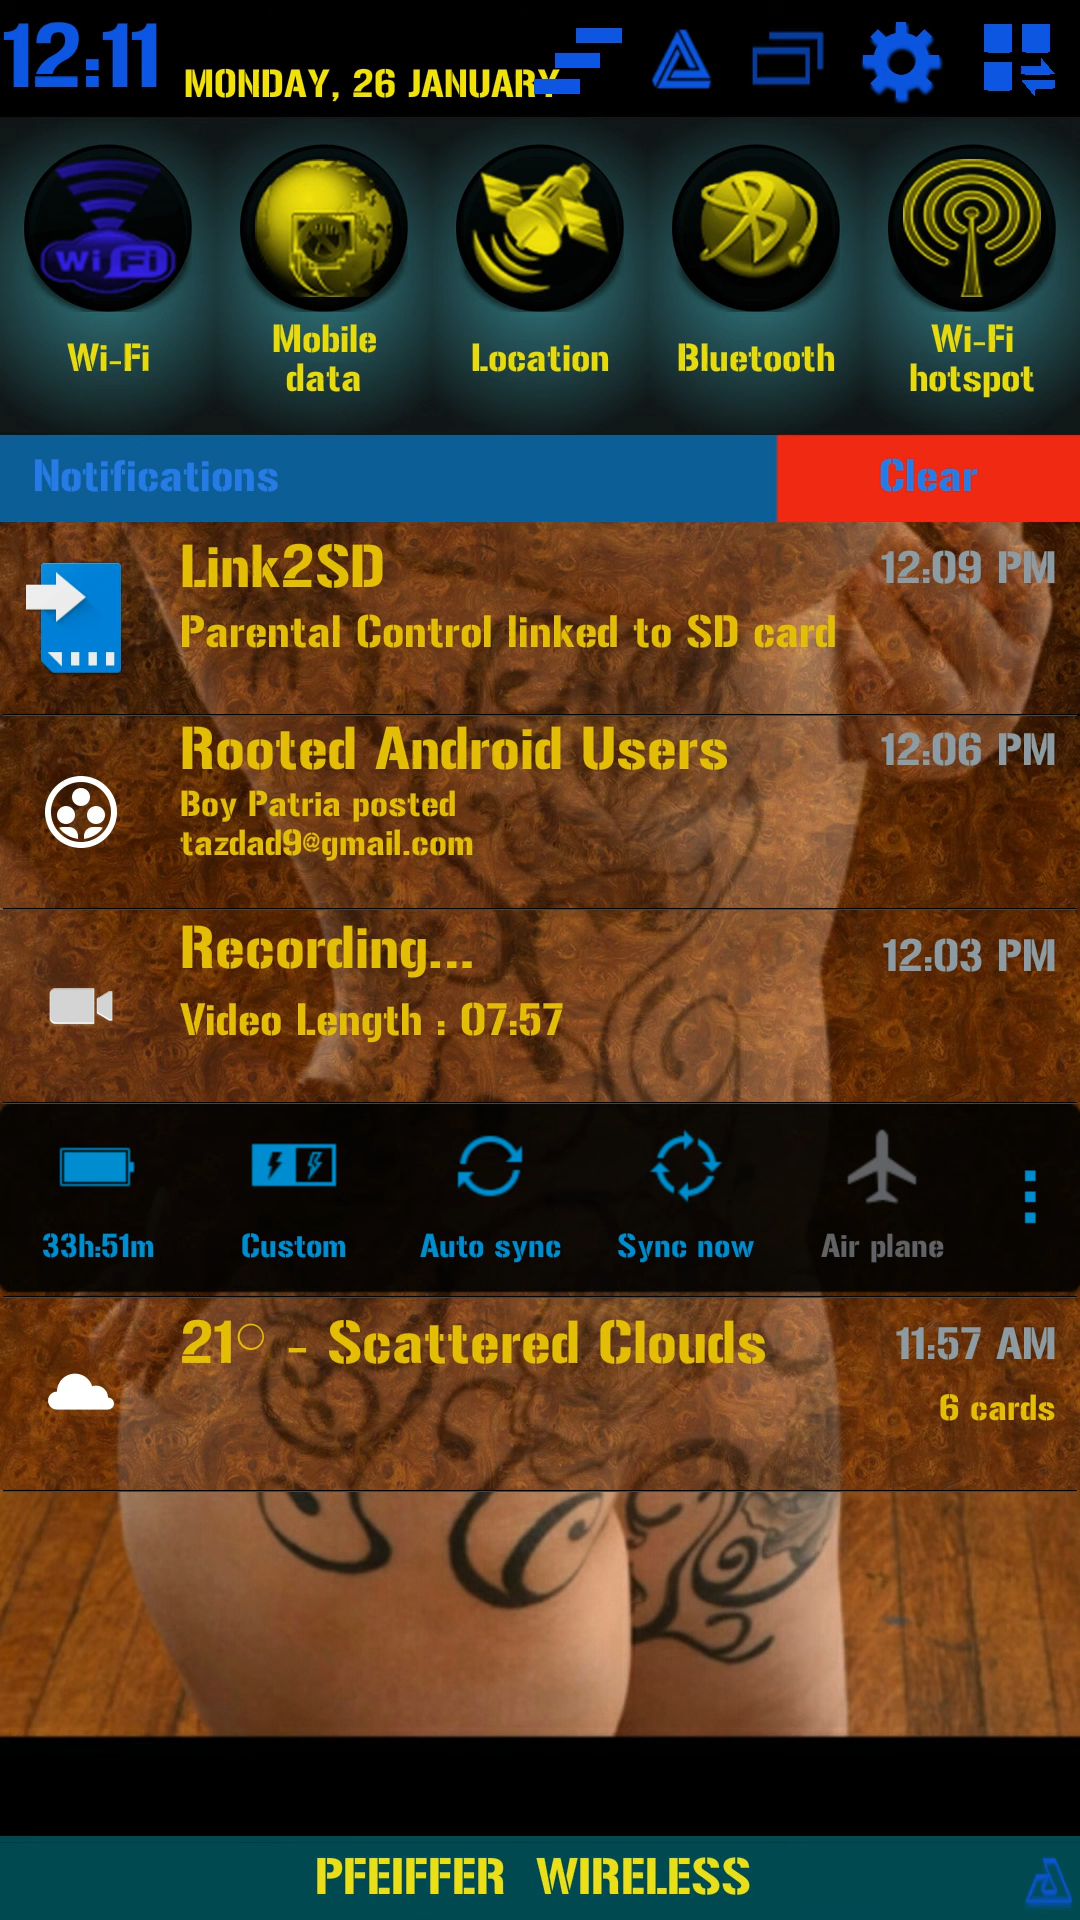 12:11
MONDAY, 26 JANUARY
Wi Fi
Wi-Fi
Mobile
data
Location
Bluetooth
Wi-Fi
hotspot
Notifications
Clear
Link2SD
12:09 PM
Parental Control linked to SD card
Rooted Android Users
12:06 PM
Boy Patria posted
tazdad9@gmail.com
Recording...
12:03 PM
Video Length : 07:57
33h:51m
Custom
Auto sync
Sync now
Air plane
21° - Scattered Clouds
11:57 AM
6 cards
PFEIFFER WIRELESS